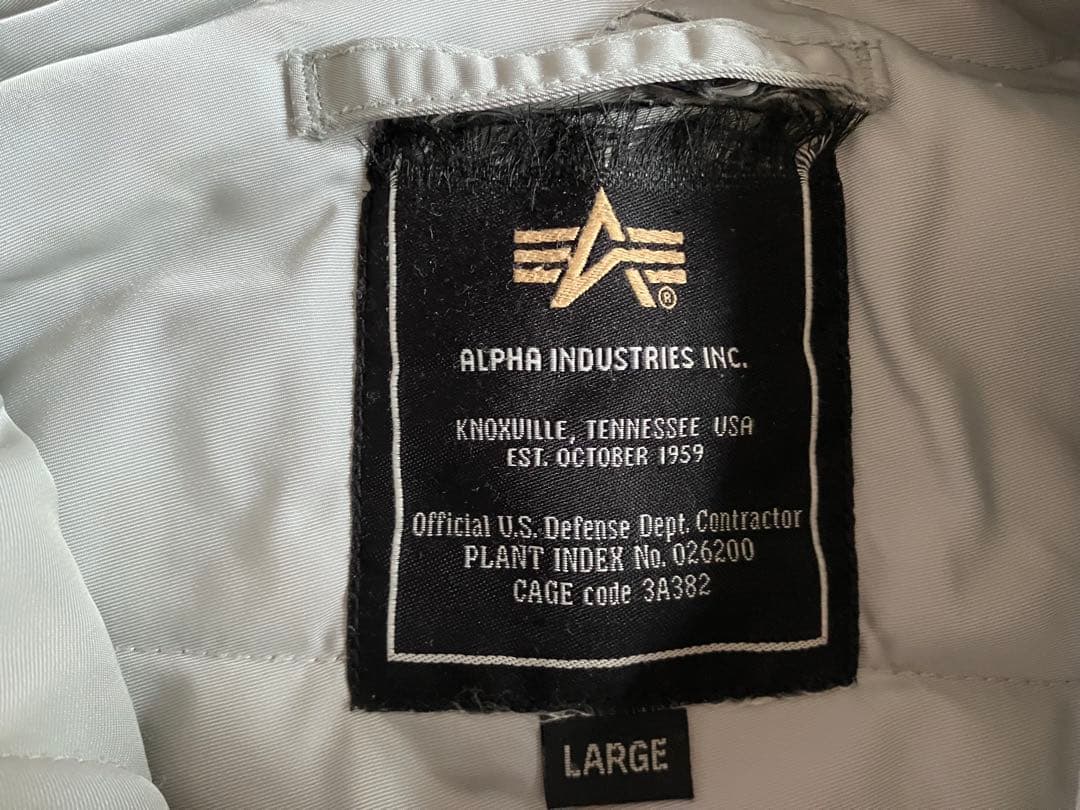 ®
ALPHA INDUSTRIES INC.
KNOXVILLE, TENNESSEE USA
EST. OCTOBER 1959
Official U.S. Defense Dept. Contractor
PLANT INDEX No. 026200
CAGE code 3A382
LARGE